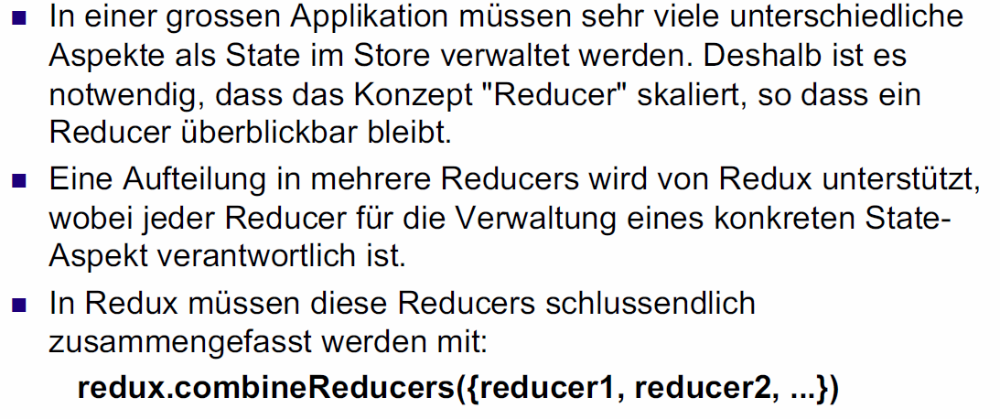 In einer grossen Applikation müssen sehr viele unterschiedliche
Aspekte als State im Store verwaltet werden. Deshalb ist es
notwendig, dass das Konzept "Reducer" skaliert, so dass ein
Reducer überblickbar bleibt.
Eine Aufteilung in mehrere Reducers wird von Redux unterstützt,
wobei jeder Reducer für die Verwaltung eines konkreten State-
Aspekt verantwortlich ist.
In Redux müssen diese Reducers schlussendlich
zusammengefasst werden mit:
redux.combineReducers({reducer1, reducer2, ...})